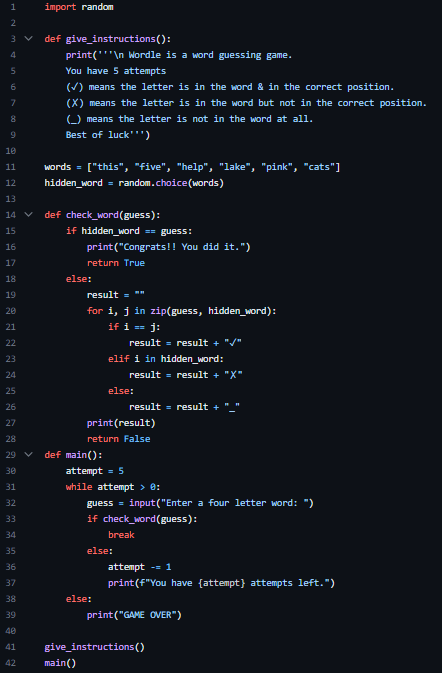 1 import random
2
3 def give_instructions():
4     print('''\n Wordle is a word guessing game.
5     You have 5 attempts
6     (✓) means the letter is in the word & in the correct position.
7     (✗) means the letter is in the word but not in the correct position.
8     (_) means the letter is not in the word at all.
9     Best of luck''')
10
11 words = ["this", "five", "help", "lake", "pink", "cats"]
12 hidden_word = random.choice(words)
13
14 def check_word(guess):
15     if hidden_word == guess:
16         print("Congrats!! You did it.")
17         return True
18     else:
19         result = ""
20         for i, j in zip(guess, hidden_word):
21             if i == j:
22                 result = result + "✓"
23             elif i in hidden_word:
24                 result = result + "✗"
25             else:
26                 result = result + "_"
27         print(result)
28         return False
29 def main():
30     attempt = 5
31     while attempt > 0:
32         guess = input("Enter a four letter word: ")
33         if check_word(guess):
34             break
35         else:
36             attempt -= 1
37             print(f"You have {attempt} attempts left.")
38     else:
39         print("GAME OVER")
40
41 give_instructions()
42 main()